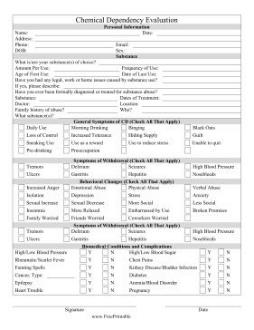 Chemical Dependency Evaluation
Personal Information
Name: Date:
Address:
Phone: Email:
DOB: Sex:
Substance
What is/are your substance(s) of choice?
Amount Per Use: Frequency of Use:
Age of First Use: Date of Last Use:
Have you had any legal, work or home issues caused by substance use?
If yes, please describe:
Have you ever been formally diagnosed or treated for substance abuse?
Substance: Dates of Treatment:
Doctor: Location:
Family history of abuse? Who?
What substance(s)?
General Symptoms of CD (Check All That Apply)
Daily Use Morning Drinking Binging Black Outs
Loss of Control Increased Tolerance Hiding Supply Guilt
Sneaking Use Use as a reward Use to reduce stress Unable to quit
Pre-drinking Preoccupation
Symptoms of Withdrawal (Check All That Apply)
Tremors Delirium Seizures High Blood Pressure
Ulcers Gastritis Hepatitis Nosebleeds
Behavioral Changes (Check All That Apply)
Increased Anger Emotional Abuse Physical Abuse Verbal Abuse
Isolation Depression Stress Anxiety
Sexual Increase Sexual Decrease More Social Less Social
Insomnia More Relaxed Embarrassed by Use Broken Promises
Family Worried Friends Worried Coworkers Worried
Symptoms of Withdrawal (Check All That Apply)
Tremors Delirium Seizures High Blood Pressure
Ulcers Gastritis Hepatitis Nosebleeds
Biomedical Conditions and Complications
High/Low Blood Pressure Y N High/Low Blood Sugar Y N
Rheumatic/Scarlet Fever Y N Chest Pains Y N
Fainting Spells Y N Kidney Disease/Bladder Infection Y N
Cancer. Type Y N Diabetes Y N
Epilepsy Y N Anemia/Blood Disorder Y N
Heart Trouble Y N Pregnancy Y N
Signature Date
www.FreePrintable